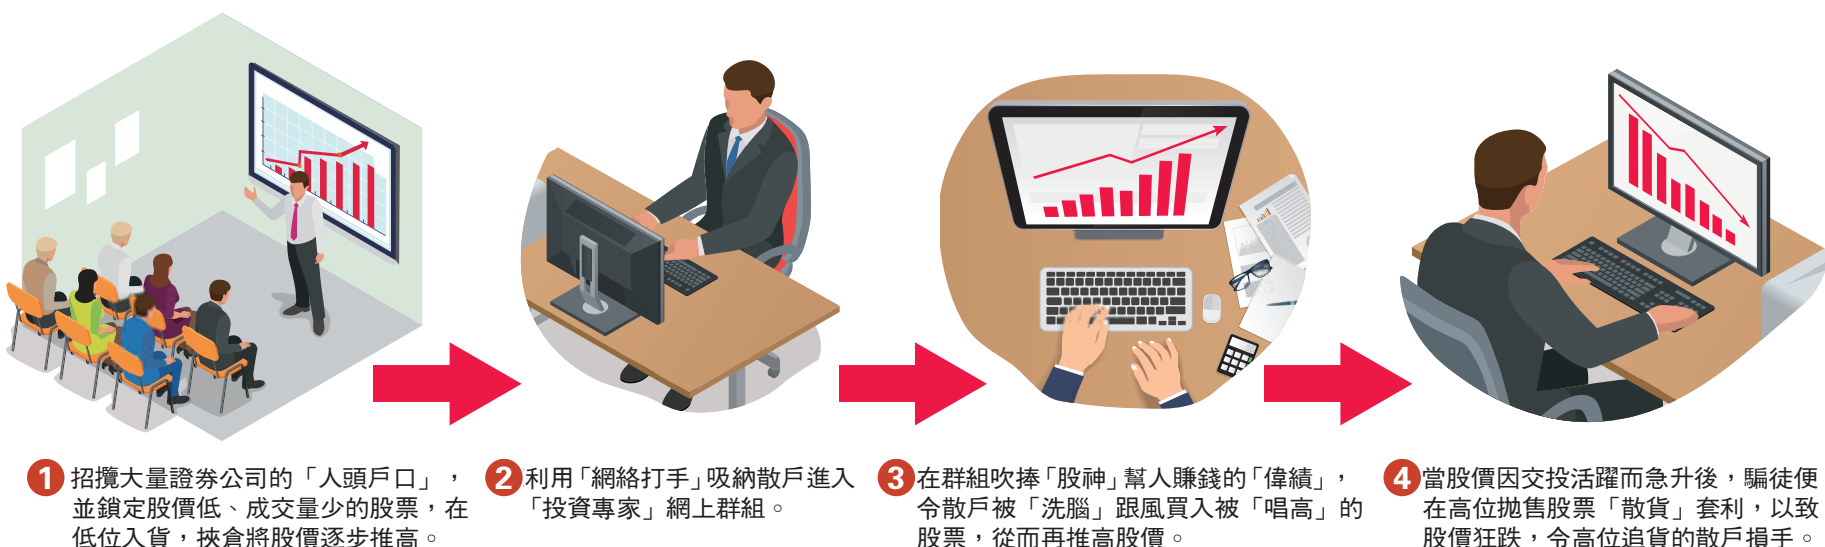 1 招攬大量證券公司的「人頭戶口」，
並鎖定股價低、成交量少的股票，在
低位入貨，挾倉將股價逐步推高。
2 利用「網絡打手」吸納散戶進入
「投資專家」網上群組。
3 在群組吹捧「股神」幫人賺錢的「偉績」，
令散戶被「洗腦」跟風買入被「唱高」的
股票，從而再推高股價。
4 當股價因交投活躍而急升後，騙徒便
在高位拋售股票「散貨」套利，以致
股價狂跌，令高位追貨的散戶損手。